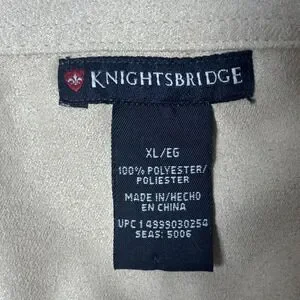 KNIGHTSBRIDGE
XL/EG
100% POLYESTER/
POLIESTER
MADE IN/HECHO
EN CHINA
UPC 14999030254
SEAS: 5006